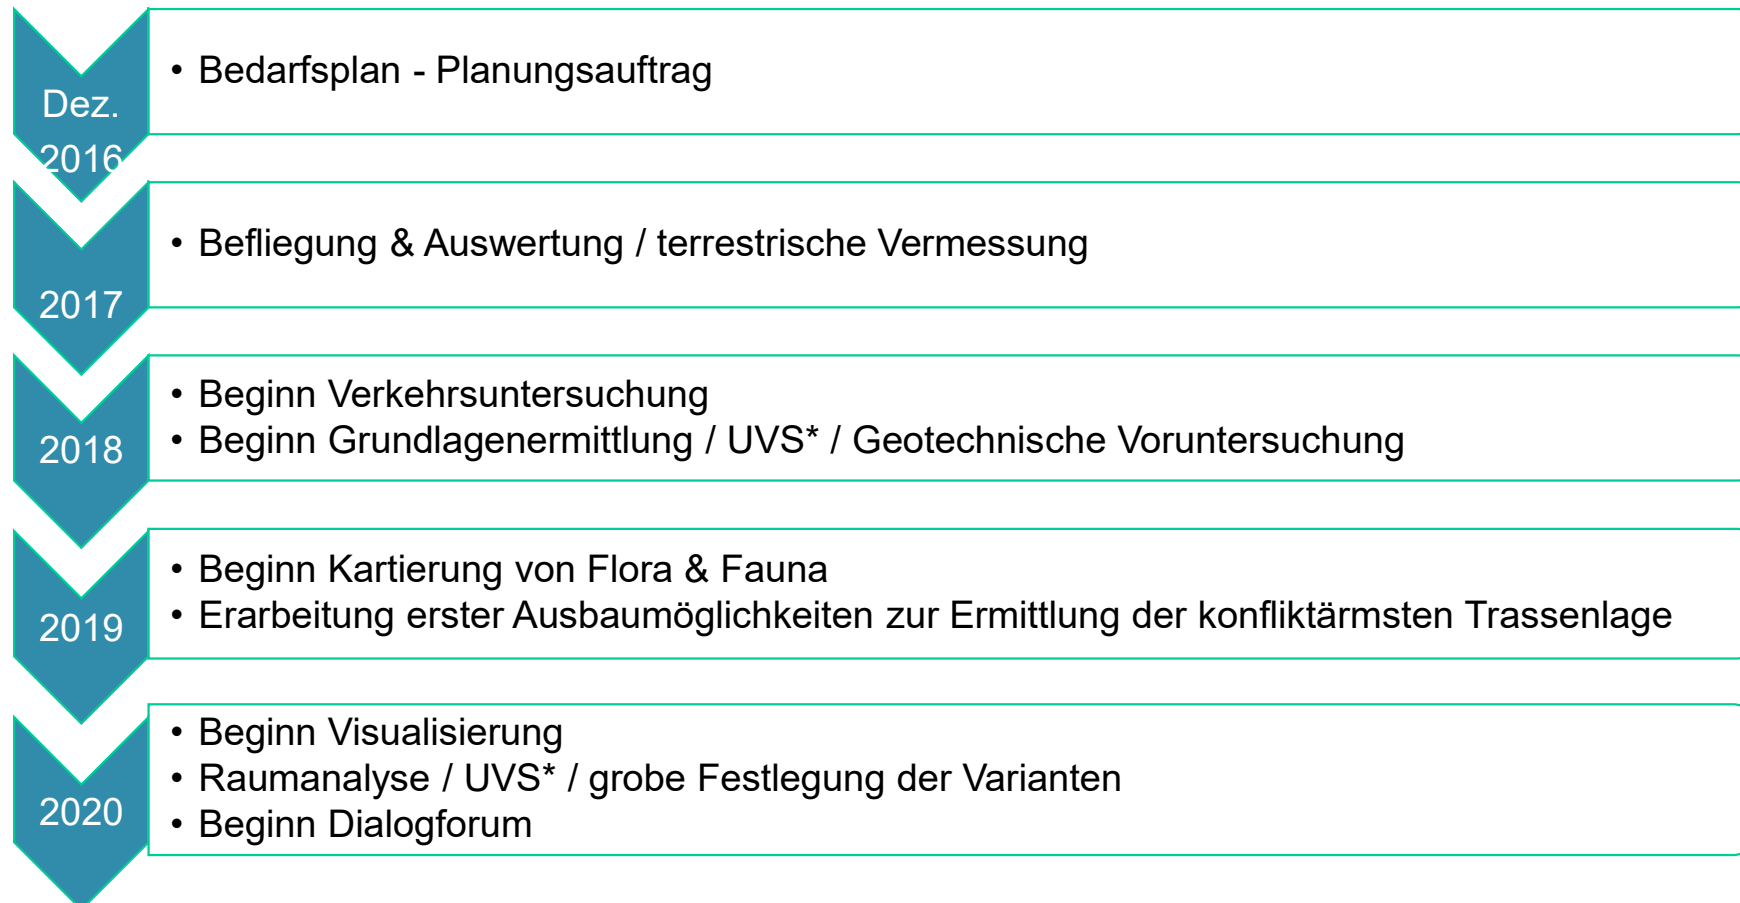 Dez.
2016
• Bedarfsplan - Planungsauftrag
2017
• Befliegung & Auswertung / terrestrische Vermessung
2018
• Beginn Verkehrsuntersuchung
• Beginn Grundlagenermittlung / UVS* / Geotechnische Voruntersuchung
2019
• Beginn Kartierung von Flora & Fauna
• Erarbeitung erster Ausbaumöglichkeiten zur Ermittlung der konfliktärmsten Trassenlage
2020
• Beginn Visualisierung
• Raumanalyse / UVS* / grobe Festlegung der Varianten
• Beginn Dialogforum